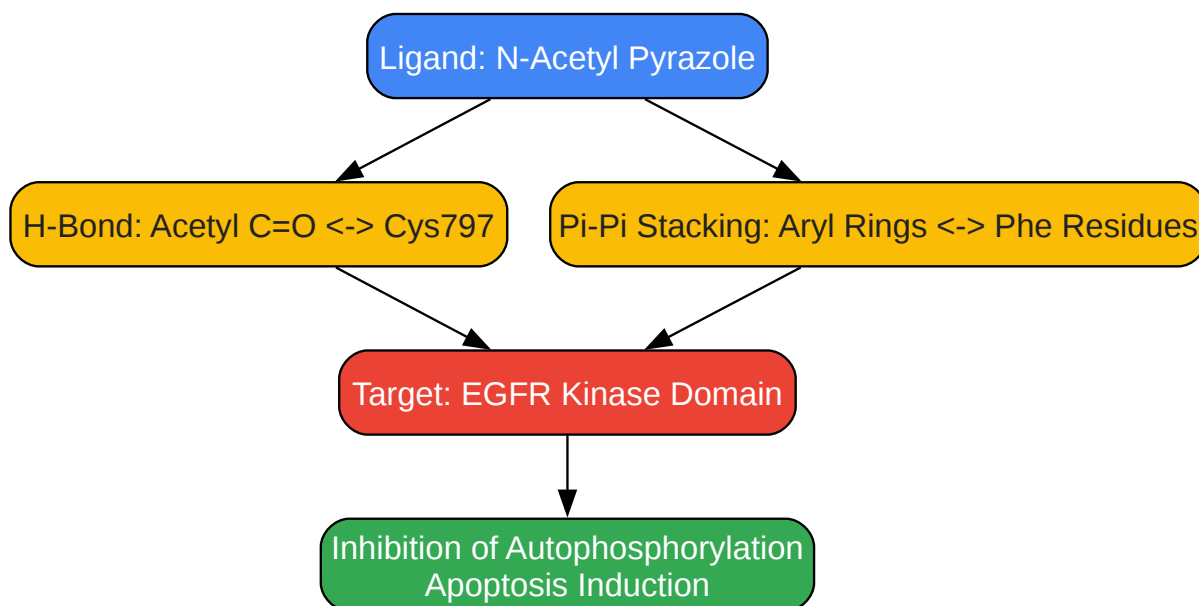 Ligand: N-Acetyl Pyrazole
H-Bond: Acetyl C=O <-> Cys797
Pi-Pi Stacking: Aryl Rings <-> Phe Residues
Target: EGFR Kinase Domain
Inhibition of Autophosphorylation
Apoptosis Induction